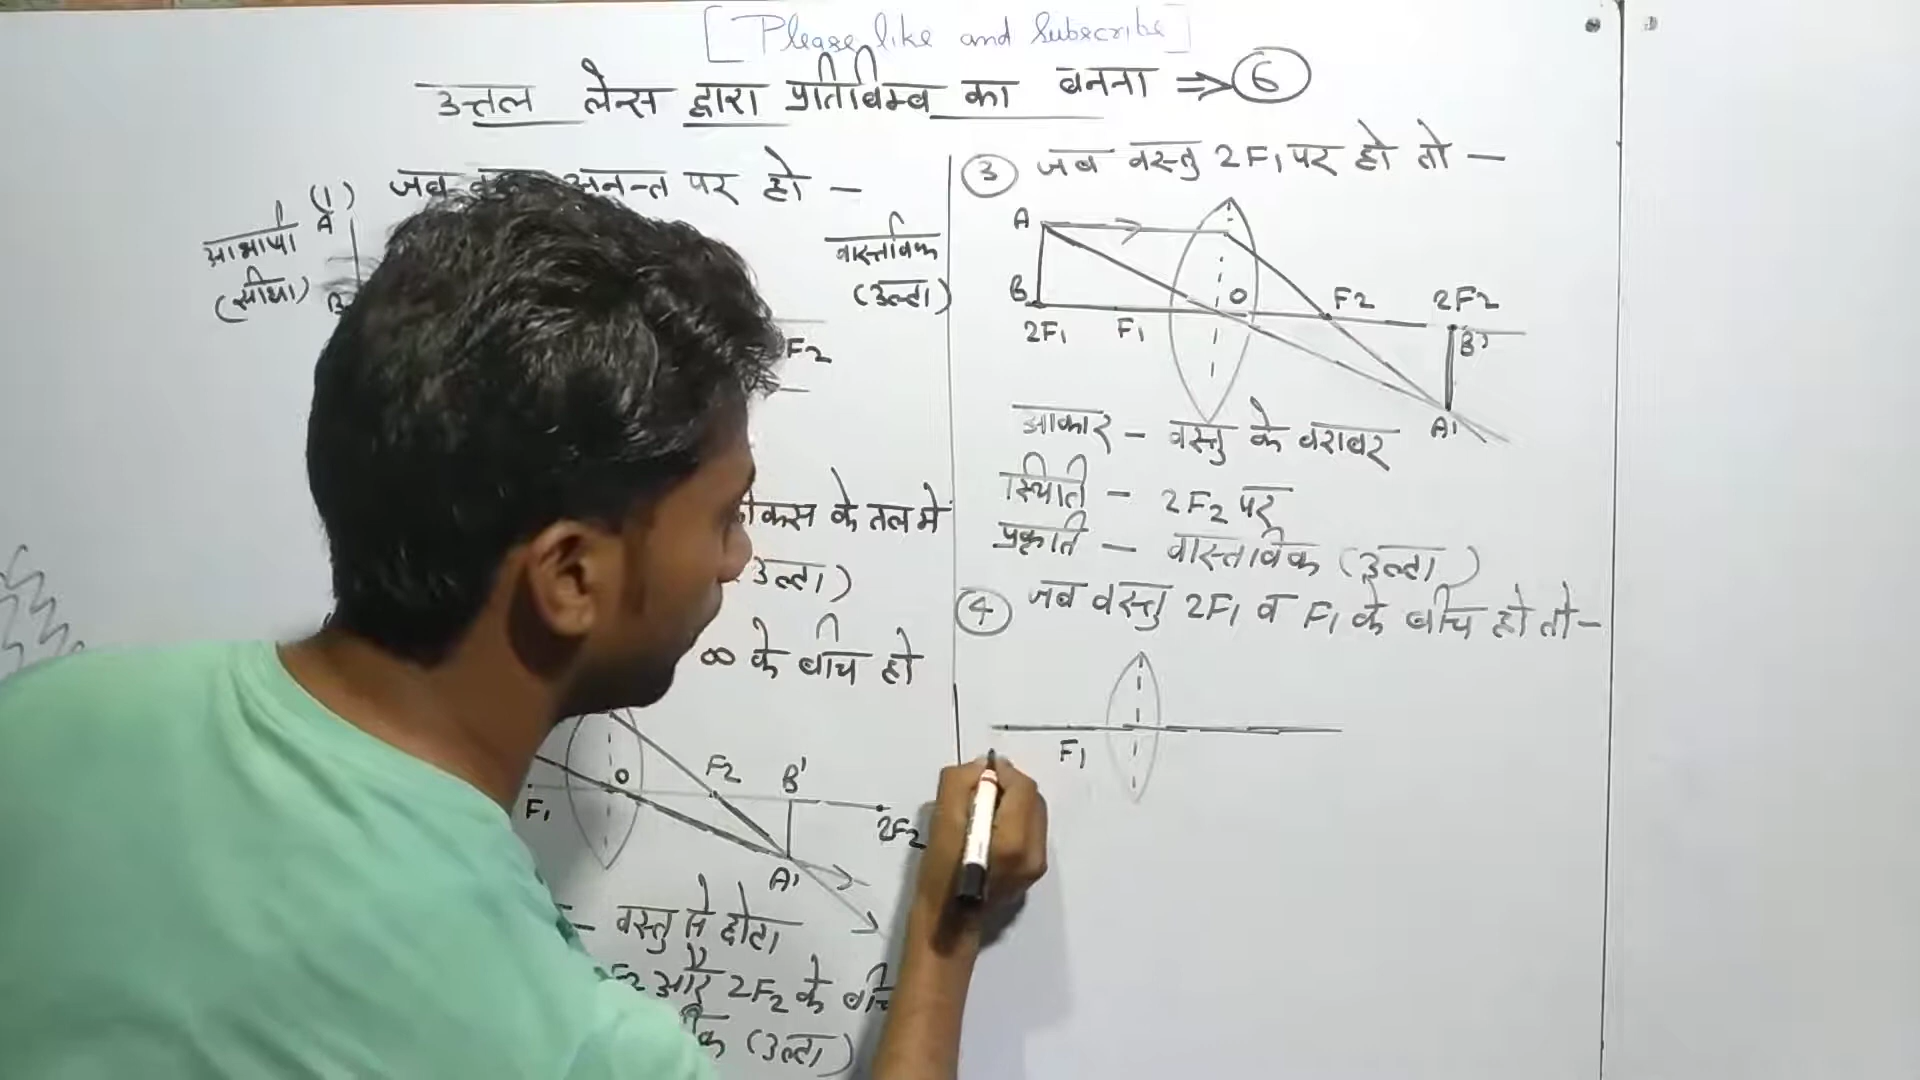 [Please like and Subscribe]
उत्तल लेन्स द्वारा प्रतिबिम्ब का बनना ⇒ 6
(1) जब अनन्त पर हो –
आभाषी
(सीधा)
A
B
वास्तविक
(उल्टा)
F2
फोकस के तल मे
उल्टा)
∞ के बीच हो
O F2 B'
F1 2F2
A'
– वस्तु से छोटा
F2 और 2F2 के बीच
(उल्टा)
3 जब वस्तु 2F1 पर हो तो –
A
B O F2 2F2
2F1 F1 B'
A'
आकार – वस्तु के बराबर
स्थिती – 2F2 पर
प्रकृति – वास्तविक (उल्टा)
4 जब वस्तु 2F1 व F1 के बीच हो तो –
F1